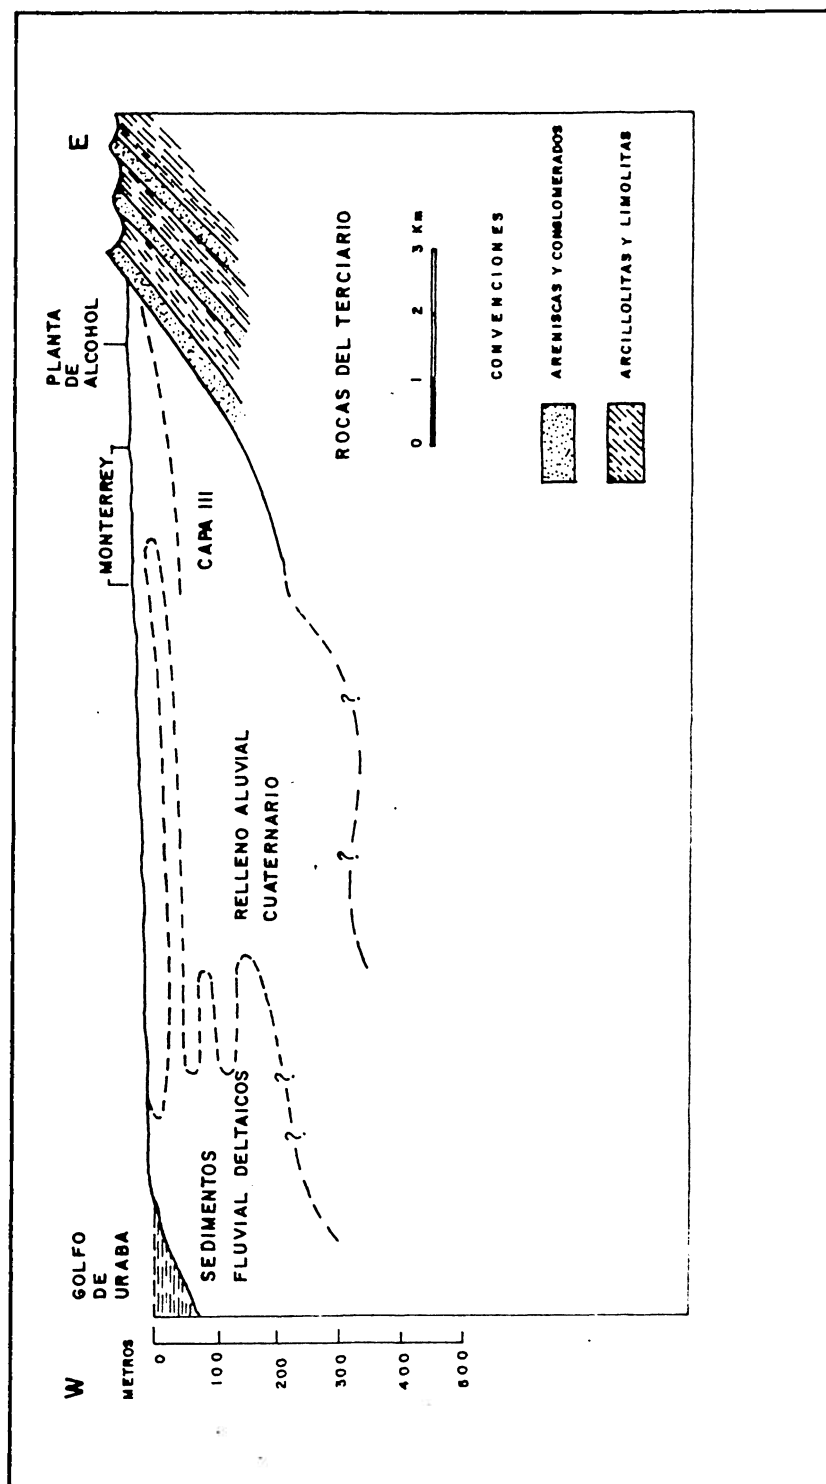 W
E
GOLFO
DE
URABA
MONTERREY
PLANTA
DE
ALCOHOL
METROS
0
100
200
300
400
600
SEDIMENTOS
FLUVIAL DELTAICOS
RELLENO ALUVIAL
CUATERNARIO
CAPA III
? ? ? ?
ROCAS DEL TERCIARIO
0 1 2 3 Km
CONVENCIONES
ARENISCAS Y CONGLOMERADOS
ARCILLOLITAS Y LIMOLITAS